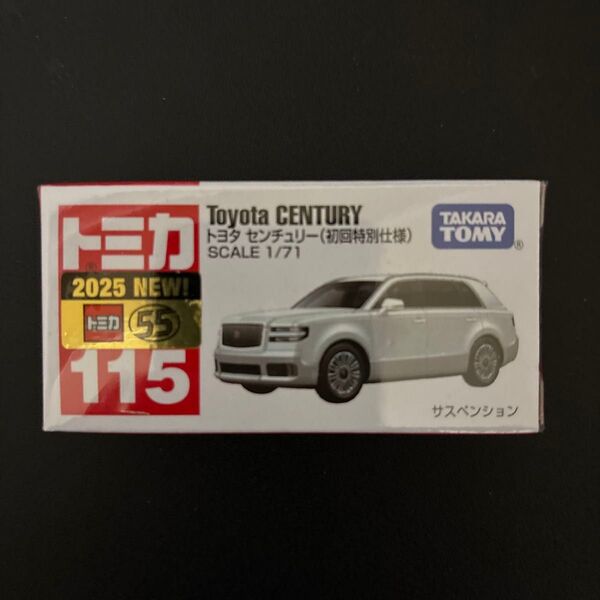 トミカ
Toyota CENTURY
トヨタ センチュリー(初回特別仕様)
SCALE 1/71
TAKARA
TOMY®
2025 NEW!
トミカ 55
115
サスペンション